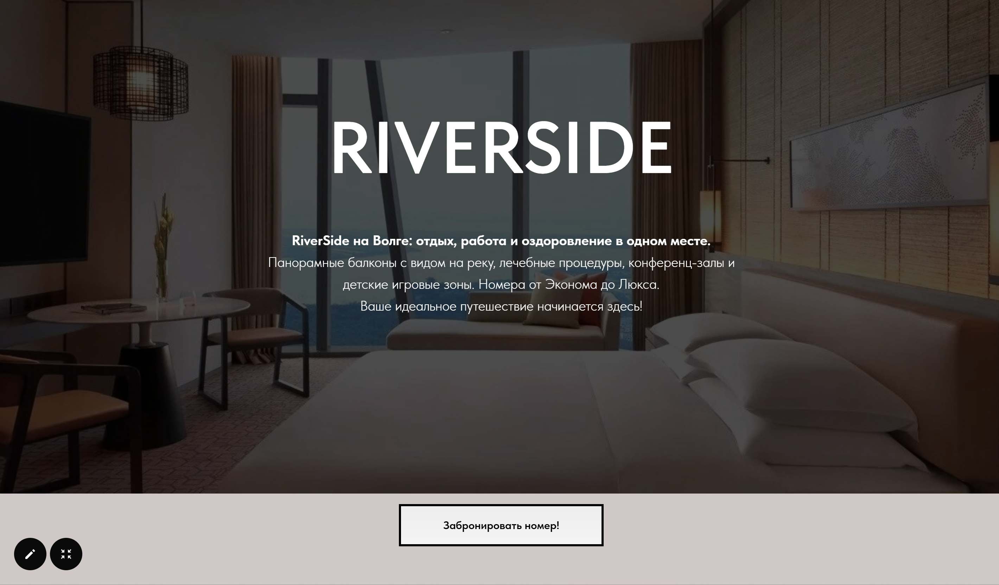 RIVERSIDE
RiverSide на Волге: отдых, работа и оздоровление в одном месте.
Панорамные балконы с видом на реку, лечебные процедуры, конференц-залы и
детские игровые зоны. Номера от Эконома до Люкса.
Ваше идеальное путешествие начинается здесь!
Забронировать номер!